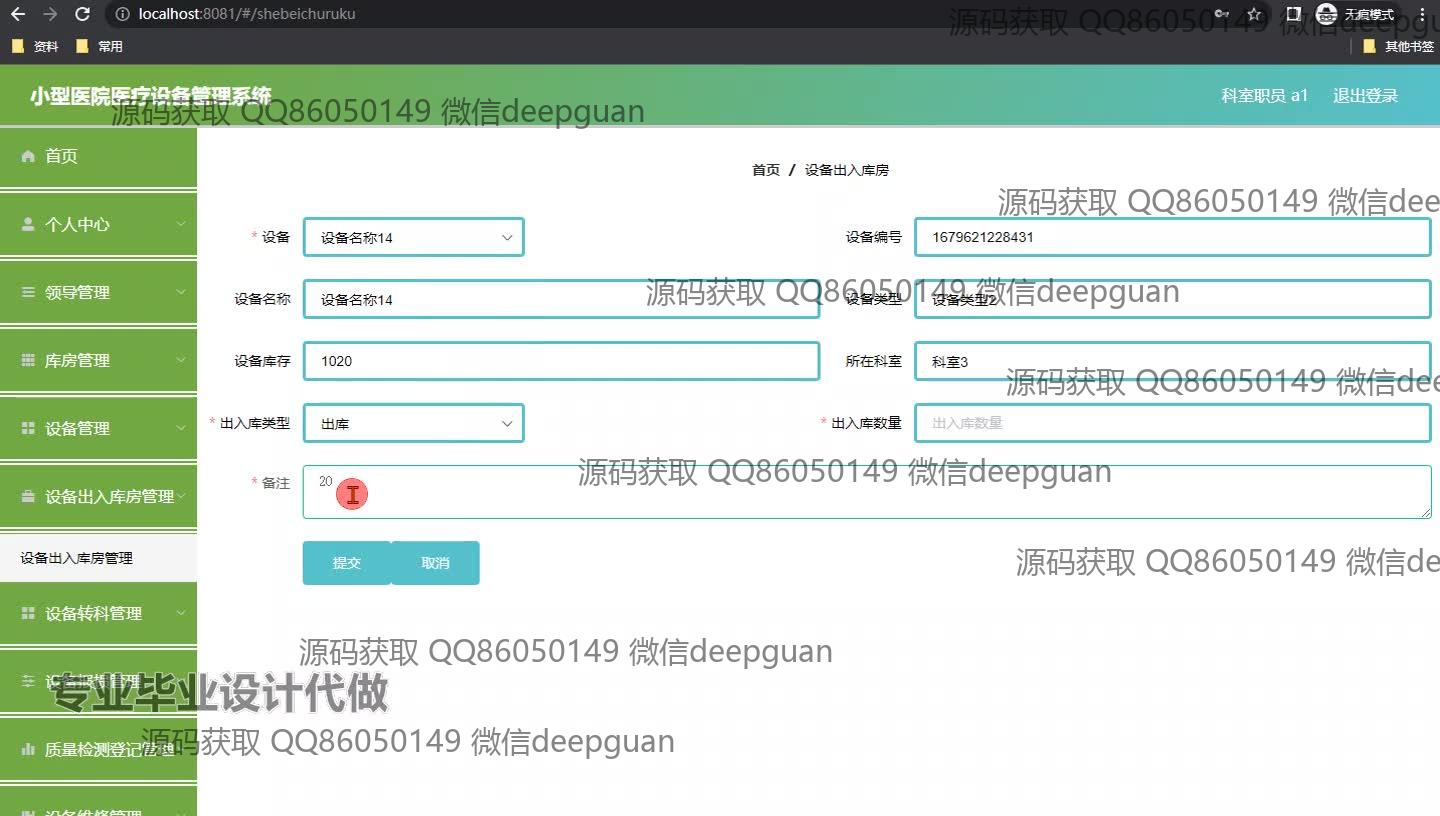 localhost:8081/#/shebeichuruku
无痕模式
资料
常用
其他书签
源码获取 QQ86050149 微信deepgu
小型医院医疗设备管理系统
科室职员 a1
退出登录
源码获取 QQ86050149 微信deepguan
首页
首页 / 设备出入库房
源码获取 QQ86050149 微信dee
个人中心
* 设备
设备名称14
设备编号
1679621228431
领导管理
设备名称
设备名称14
设备类型
设备类型2
源码获取 QQ86050149 微信deepguan
库房管理
设备库存
1020
所在科室
科室3
源码获取 QQ86050149 微信dee
设备管理
* 出入库类型
出库
* 出入库数量
出入库数量
设备出入库房管理
* 备注
20
源码获取 QQ86050149 微信deepguan
设备出入库房管理
提交
取消
源码获取 QQ86050149 微信de
设备转科管理
源码获取 QQ86050149 微信deepguan
设备报损管理
专业毕业设计代做
质量检测登记管理
源码获取 QQ86050149 微信deepguan
设备维修管理